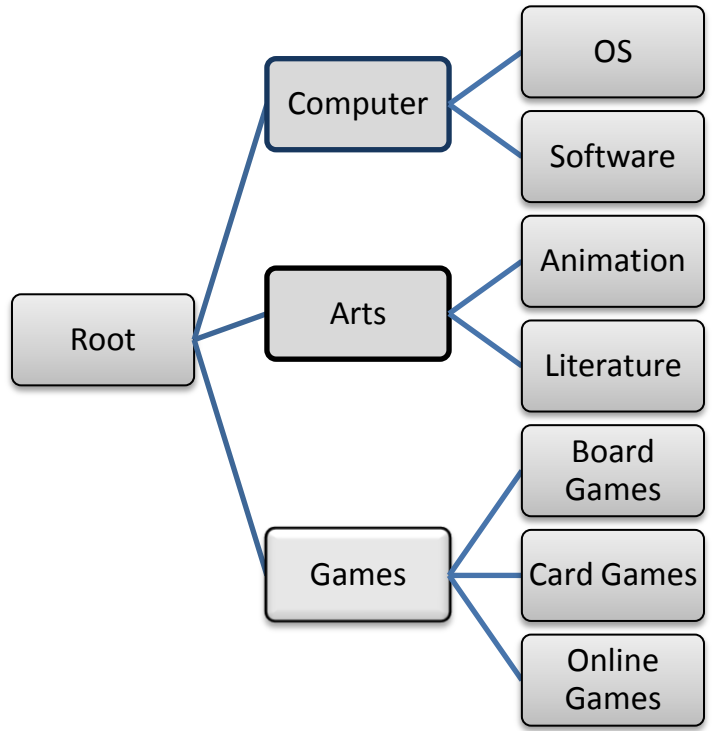 Root
Computer
OS
Software
Arts
Animation
Literature
Games
Board
Games
Card Games
Online
Games